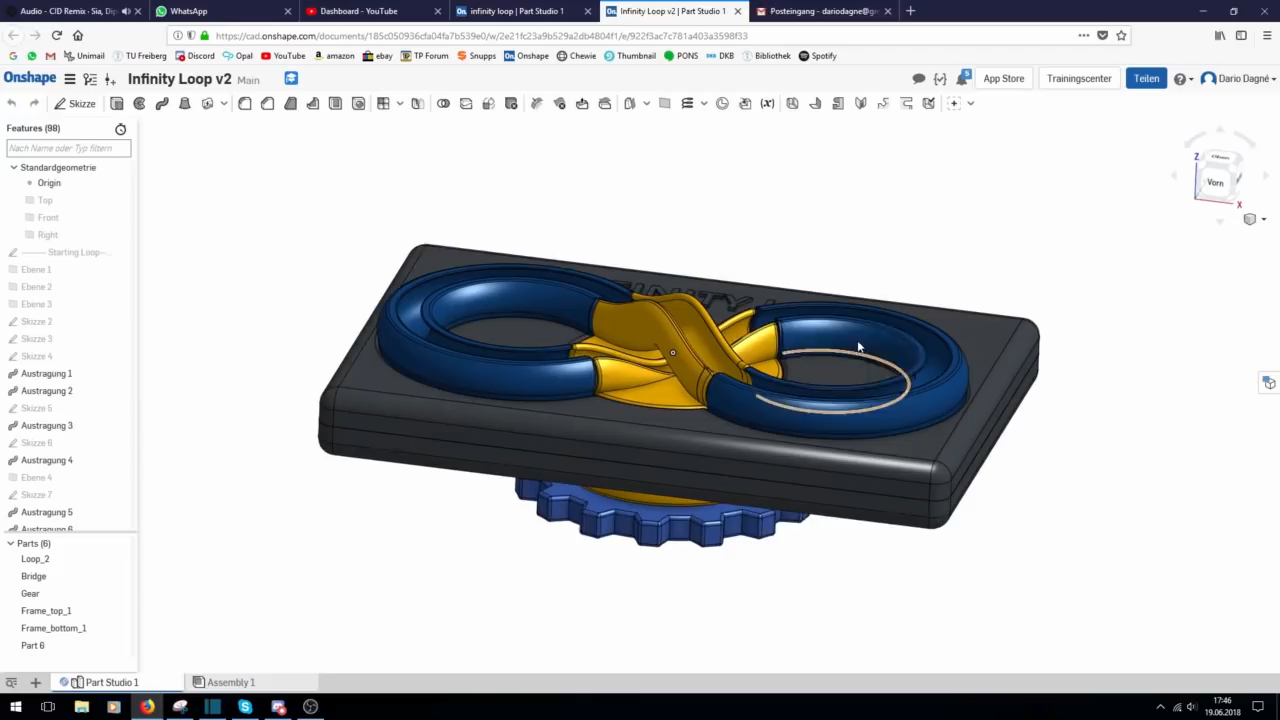 Audio - CID Remix - Sia, Dip
WhatsApp
Dashboard - YouTube
infinity loop | Part Studio 1
Infinity Loop v2 | Part Studio 1
Posteingang - dariodagne@gr
https://cad.onshape.com/documents/185c050936cfa04fa7b539e0/w/2e21fc23a9b529a2db4804f1/e/922f3ac7c781a403a3598f33
Unimail
TU Freiberg
Discord
Opal
YouTube
amazon
ebay
TP Forum
Snupps
Onshape
Chewie
Thumbnail
PONS
DKB
Bibliothek
Spotify
Onshape
Infinity Loop v2 Main
5
App Store
Trainingscenter
Teilen
Dario Dagné
Skizze
(x)
Features (98)
Nach Name oder Typ filtern
Standardgeometrie
Origin
Top
Front
Right
-------- Starting Loop--...
Ebene 1
Ebene 2
Ebene 3
Skizze 2
Skizze 3
Skizze 4
Austragung 1
Austragung 2
Skizze 5
Austragung 3
Skizze 6
Austragung 4
Ebene 4
Skizze 7
Austragung 5
Austragung 6
Parts (6)
Loop_2
Bridge
Gear
Frame_top_1
Frame_bottom_1
Part 6
Z
Oben
Vorn
X
Part Studio 1
Assembly 1
17:46
19.06.2018